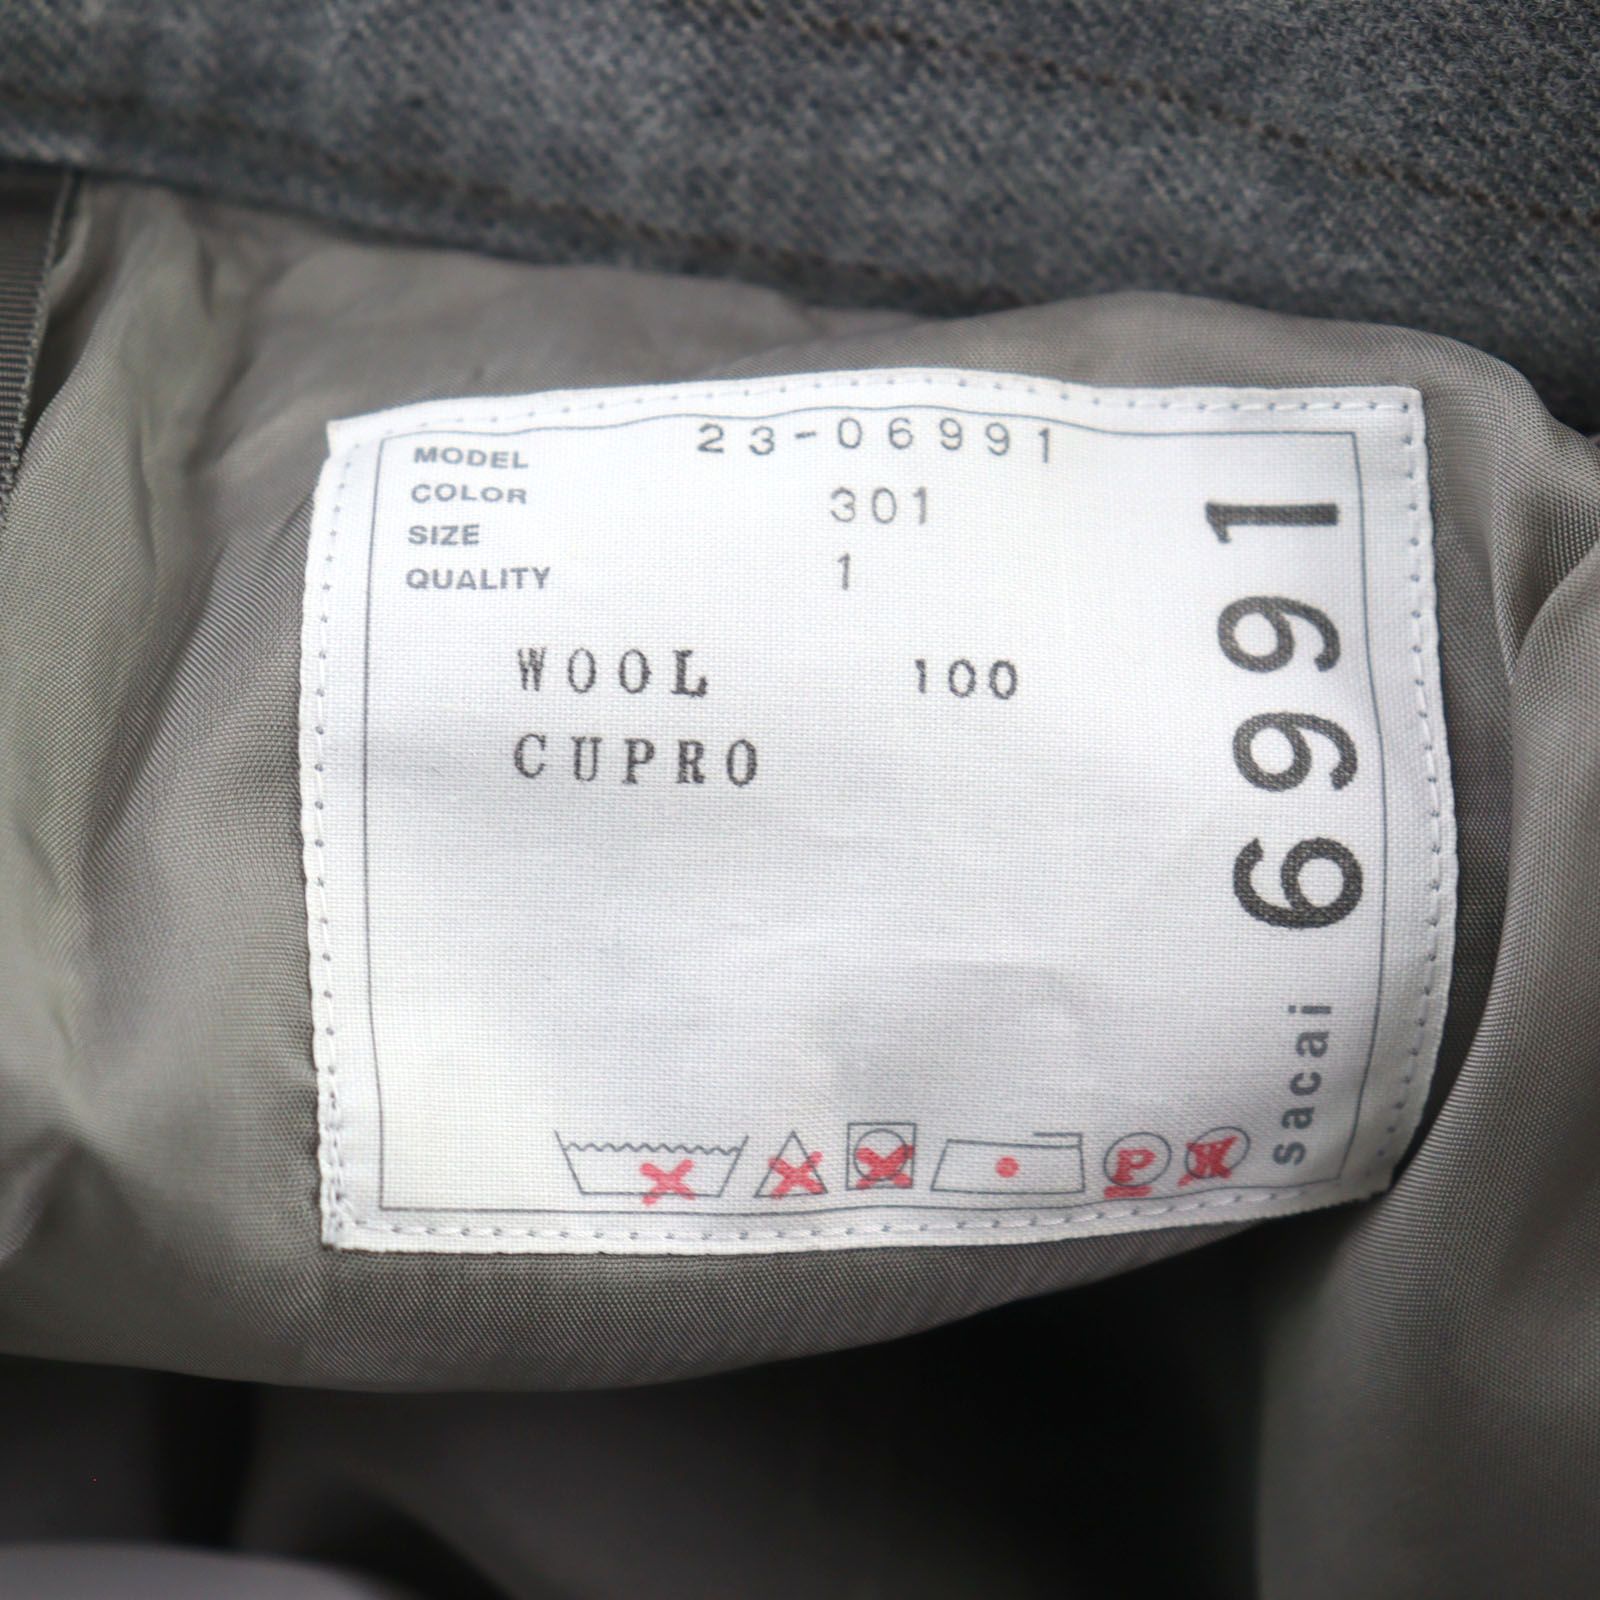 MODEL 23-06991
COLOR 301
SIZE 1
QUALITY
WOOL 100
CUPRO
P W
sacai 6991